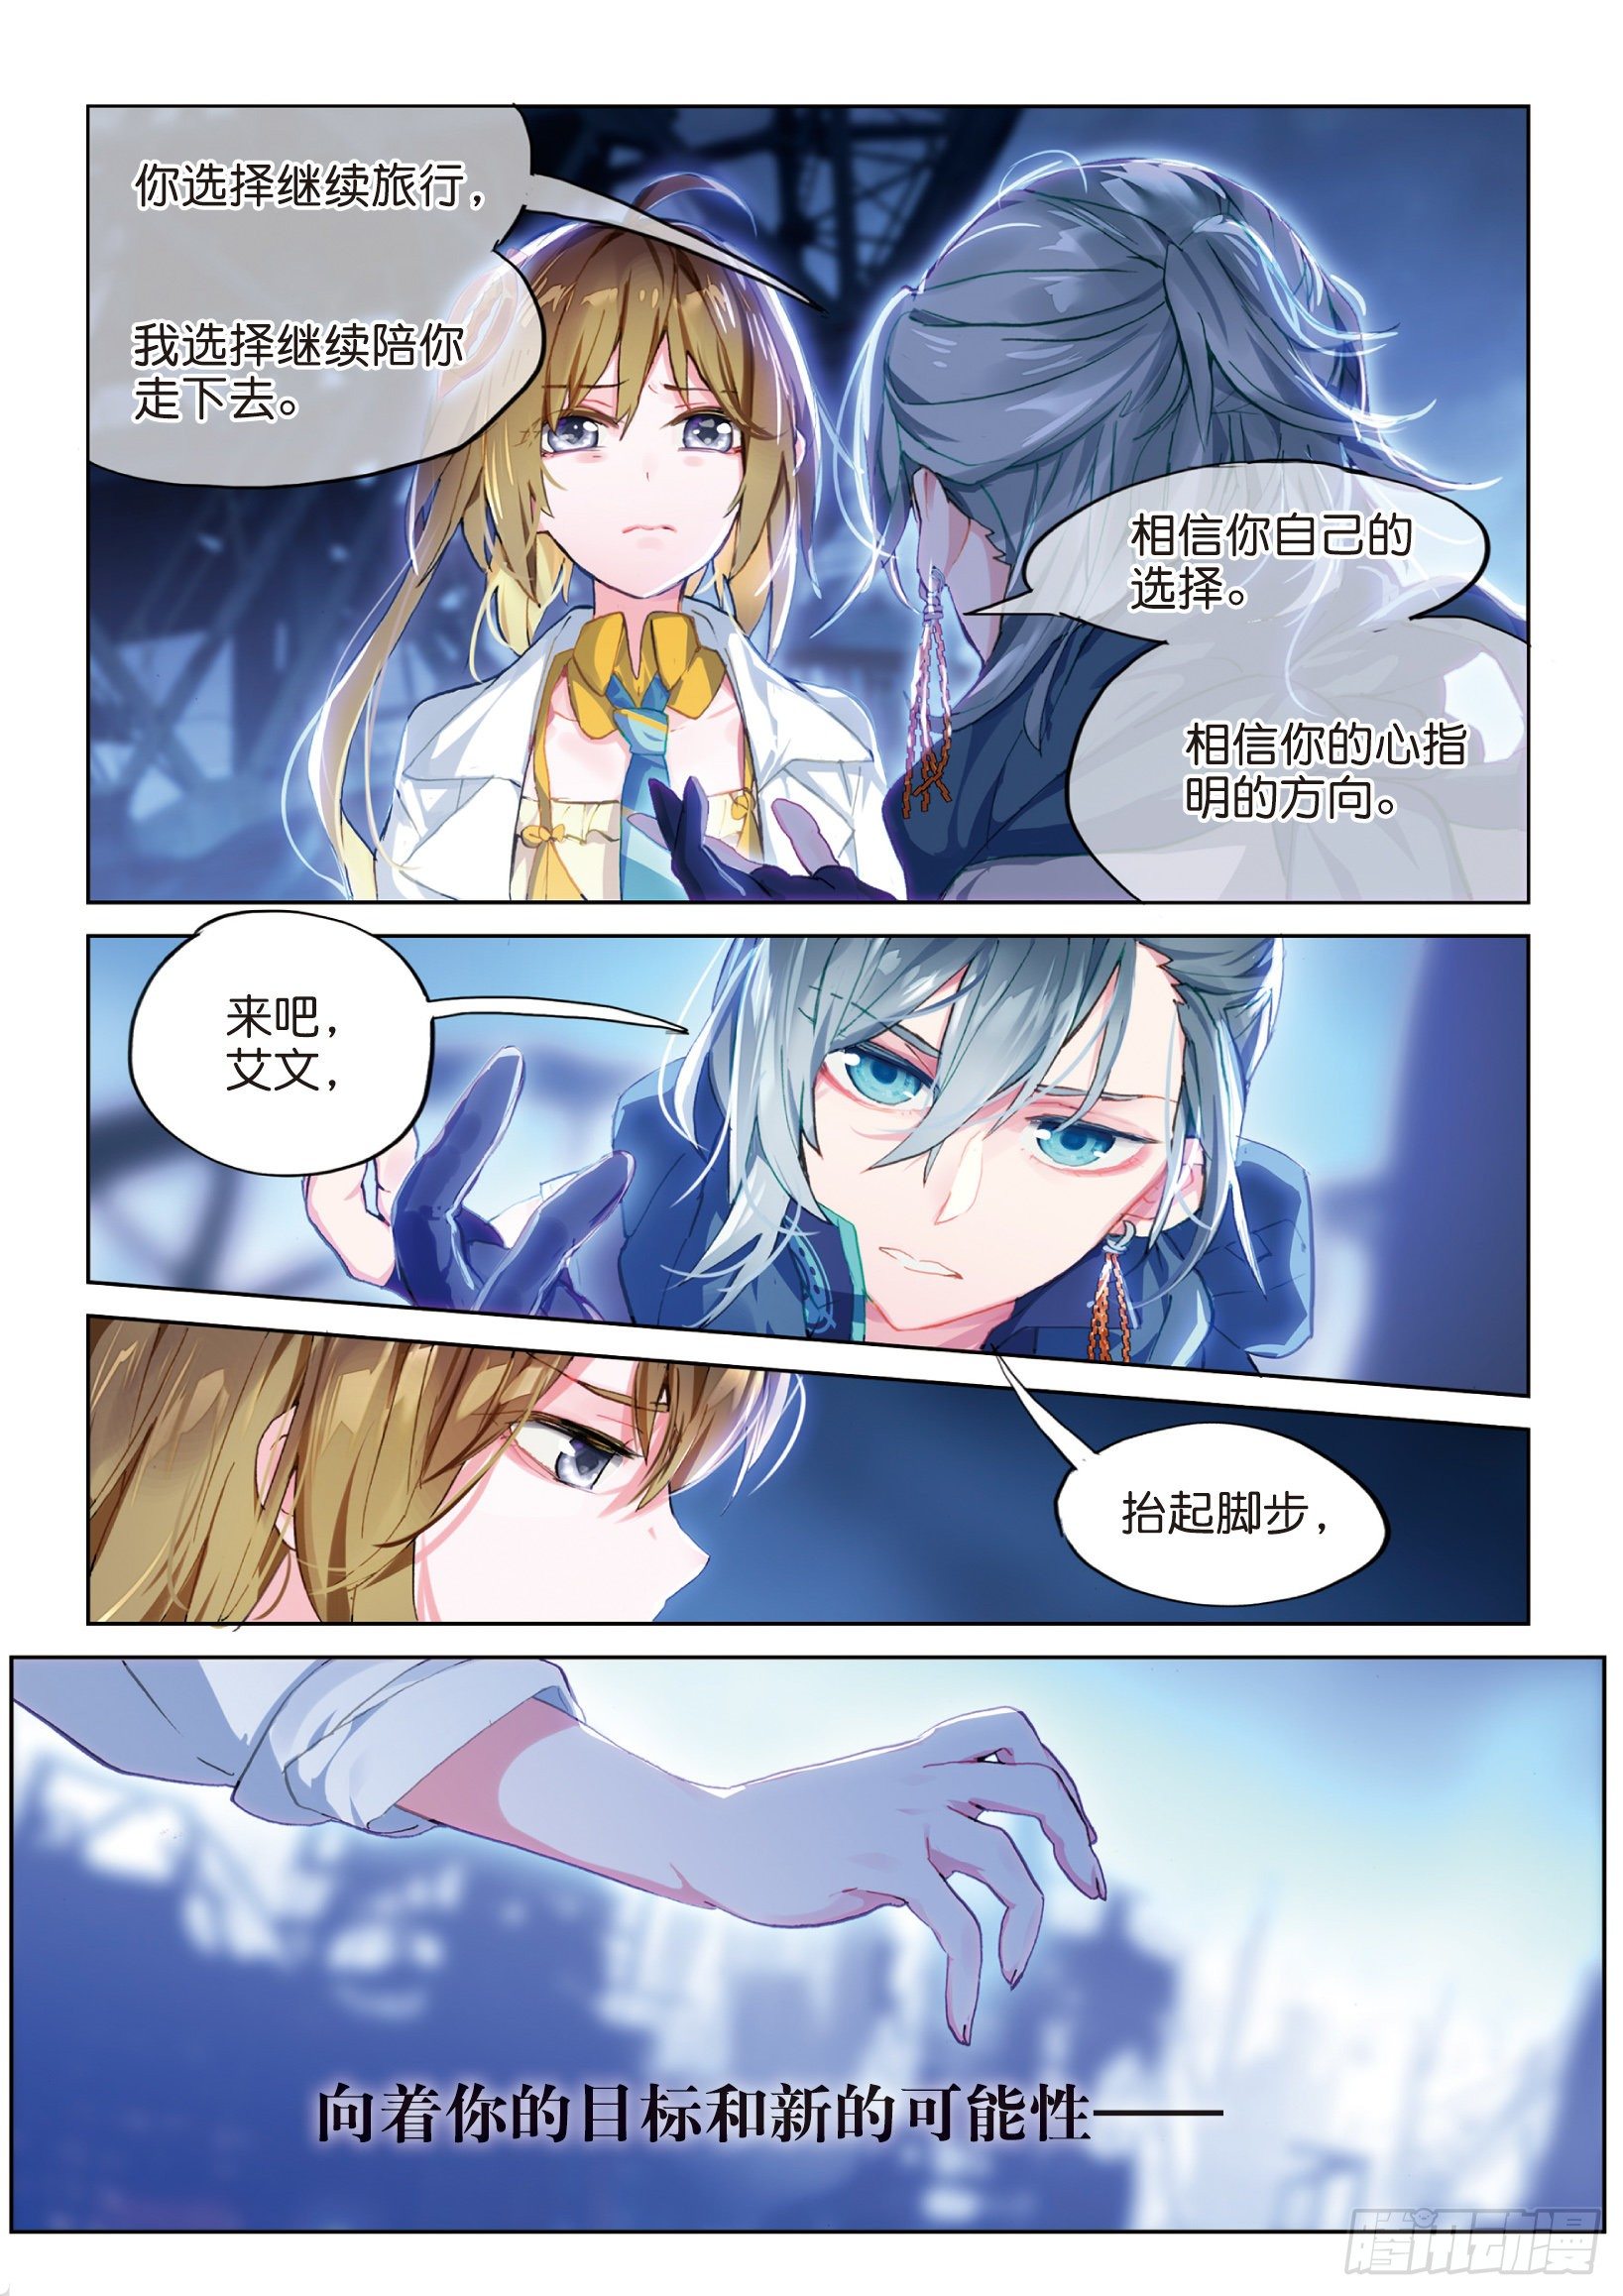 你选择继续旅行，
我选择继续陪你
走下去。
相信你自己的
选择。
相信你的心指
明的方向。
来吧，
艾文，
抬起脚步，
向着你的目标和新的可能性——
腾讯动漫